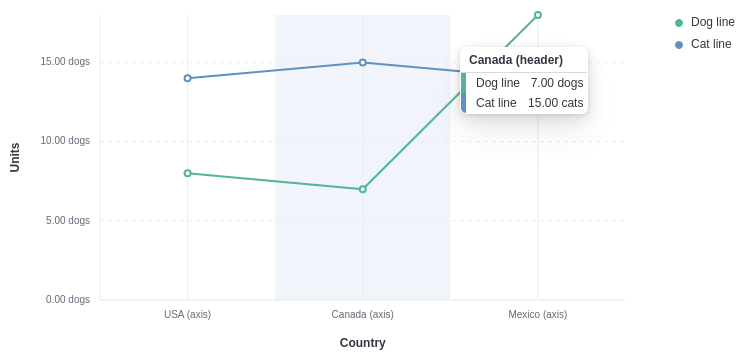 Dog line
Cat line
15.00 dogs
10.00 dogs
5.00 dogs
0.00 dogs
Units
Canada (header)
Dog line 7.00 dogs
Cat line 15.00 cats
USA (axis) Canada (axis) Mexico (axis)
Country